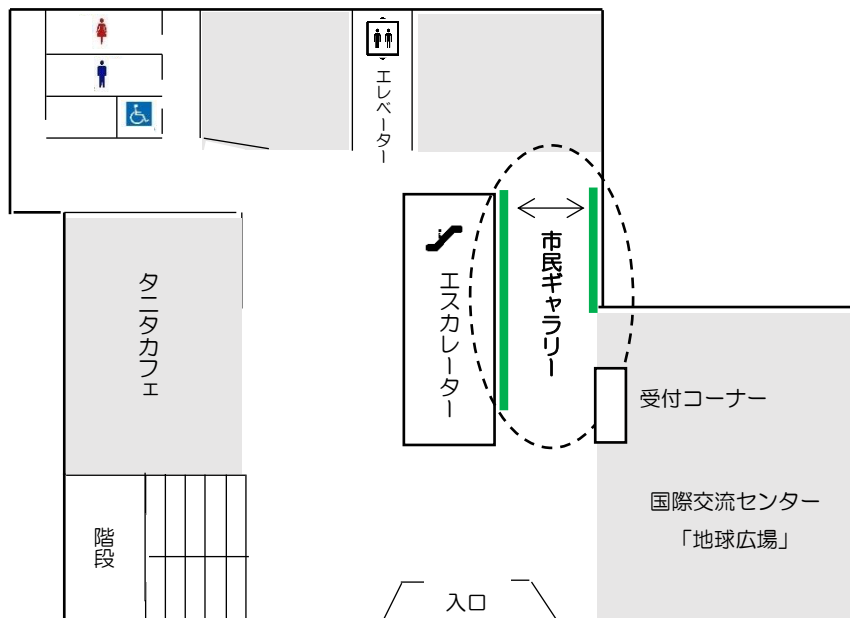 エレベーター
市民ギャラリー
エスカレーター
タニタカフェ
受付コーナー
国際交流センター
「地球広場」
階段
入口